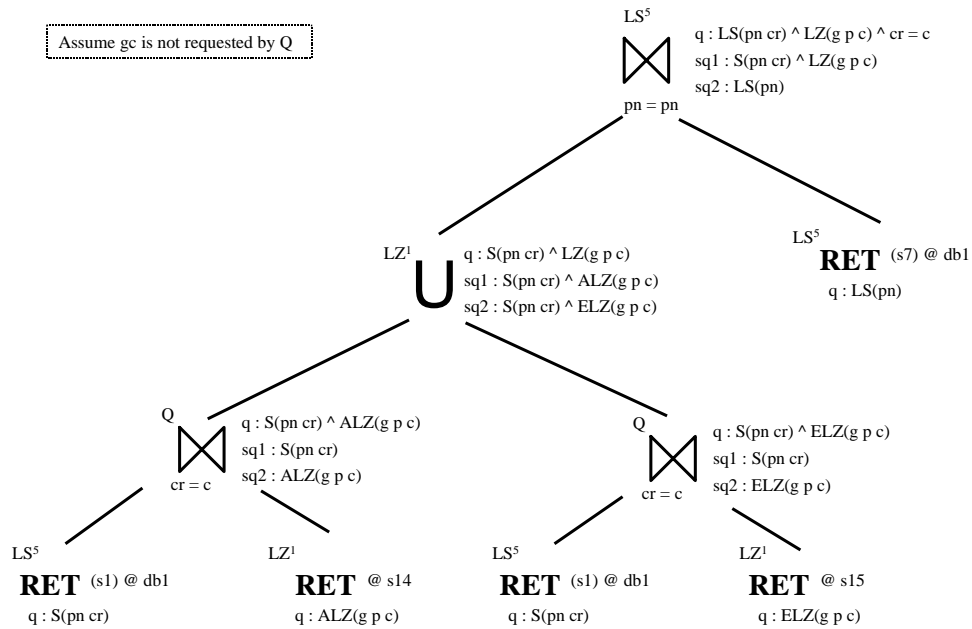 LS⁵
Assume gc is not requested by Q
q : LS(pn cr) ^ LZ(g p c) ^ cr = c
sq1 : S(pn cr) ^ LZ(g p c)
sq2 : LS(pn)
pn = pn
LZ¹
U
q : S(pn cr) ^ LZ(g p c)
sq1 : S(pn cr) ^ ALZ(g p c)
sq2 : S(pn cr) ^ ELZ(g p c)
LS⁵
RET (s7) @ db1
q : LS(pn)
Q
q : S(pn cr) ^ ALZ(g p c)
sq1 : S(pn cr)
sq2 : ALZ(g p c)
cr = c
Q
q : S(pn cr) ^ ELZ(g p c)
sq1 : S(pn cr)
sq2 : ELZ(g p c)
cr = c
LS⁵
RET (s1) @ db1
q : S(pn cr)
LZ¹
RET @ s14
q : ALZ(g p c)
LS⁵
RET (s1) @ db1
q : S(pn cr)
LZ¹
RET @ s15
q : ELZ(g p c)